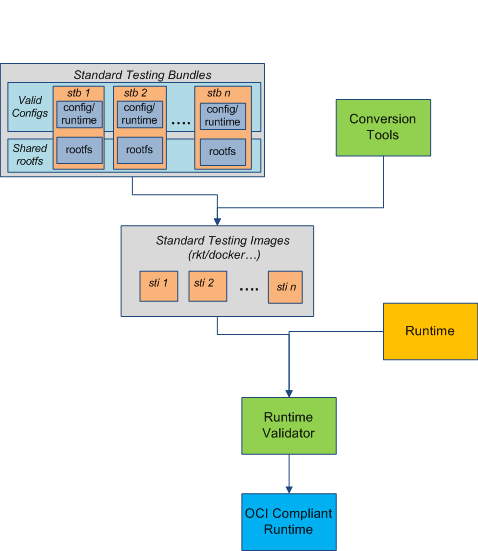 Standard Testing Bundles
Valid
Configs
stb 1
stb 2
stb n
config/
runtime
config/
runtime
....
config/
runtime
Shared
rootfs
rootfs
rootfs
rootfs
Conversion
Tools
Standard Testing Images
(rkt/docker…)
sti 1
sti 2
....
sti n
Runtime
Runtime
Validator
OCI Compliant
Runtime